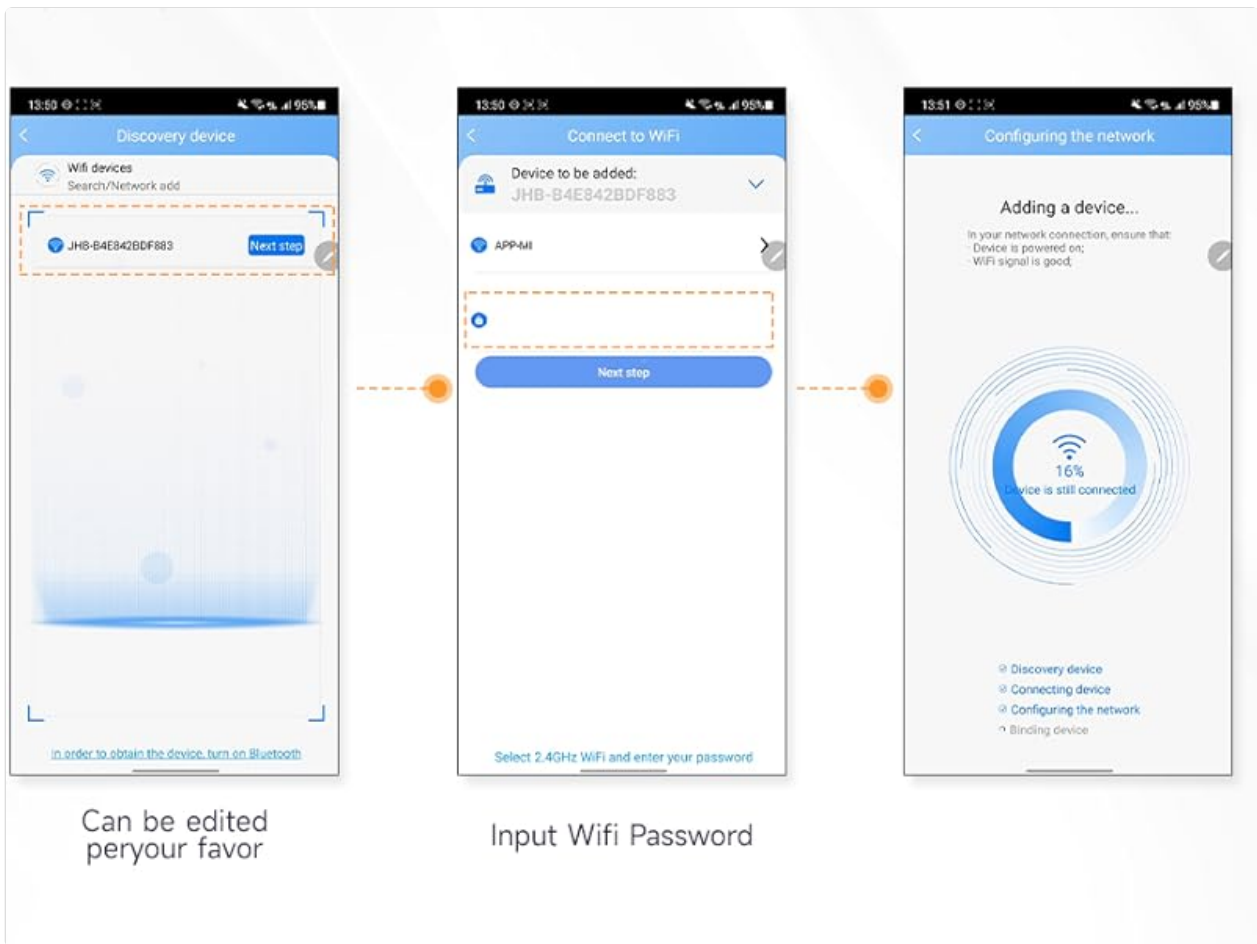 13:50
95%
Discovery device
Wifi devices
Search/Network add
JHB-B4E842BDF883
Next step
In order to obtain the device, turn on Bluetooth
Can be edited
peryour favor
13:50
95%
Connect to WiFi
Device to be added:
JHB-B4E842BDF883
APP-MI
Next step
Select 2.4GHz WiFi and enter your password
Input Wifi Password
13:51
95%
Configuring the network
Adding a device...
In your network connection, ensure that:
- Device is powered on;
- WiFi signal is good;
16%
Device is still connected
Discovery device
Connecting device
Configuring the network
Binding device